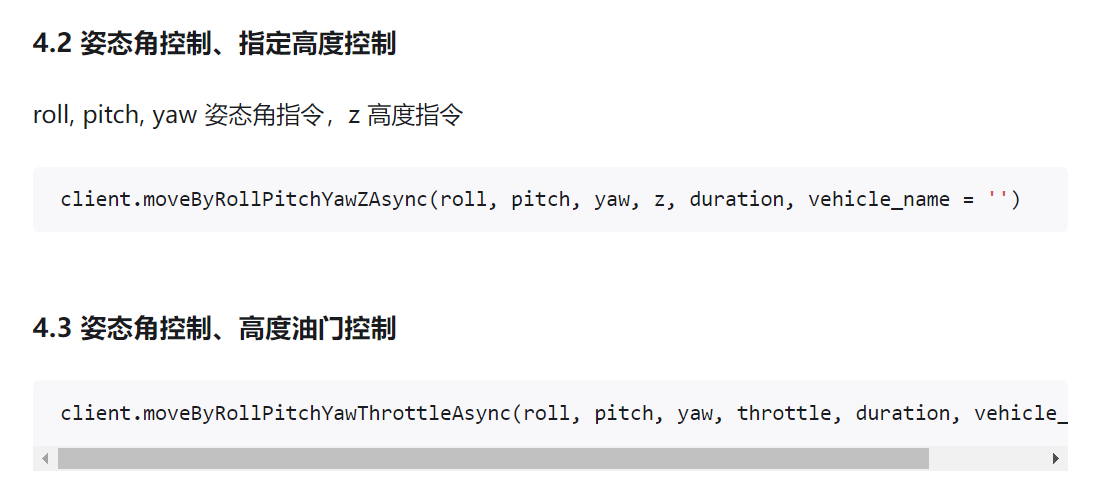 4.2 姿态角控制、指定高度控制
roll, pitch, yaw 姿态角指令，z 高度指令
client.moveByRollPitchYawZAsync(roll, pitch, yaw, z, duration, vehicle_name = '')
4.3 姿态角控制、高度油门控制
client.moveByRollPitchYawThrottleAsync(roll, pitch, yaw, throttle, duration, vehicle_